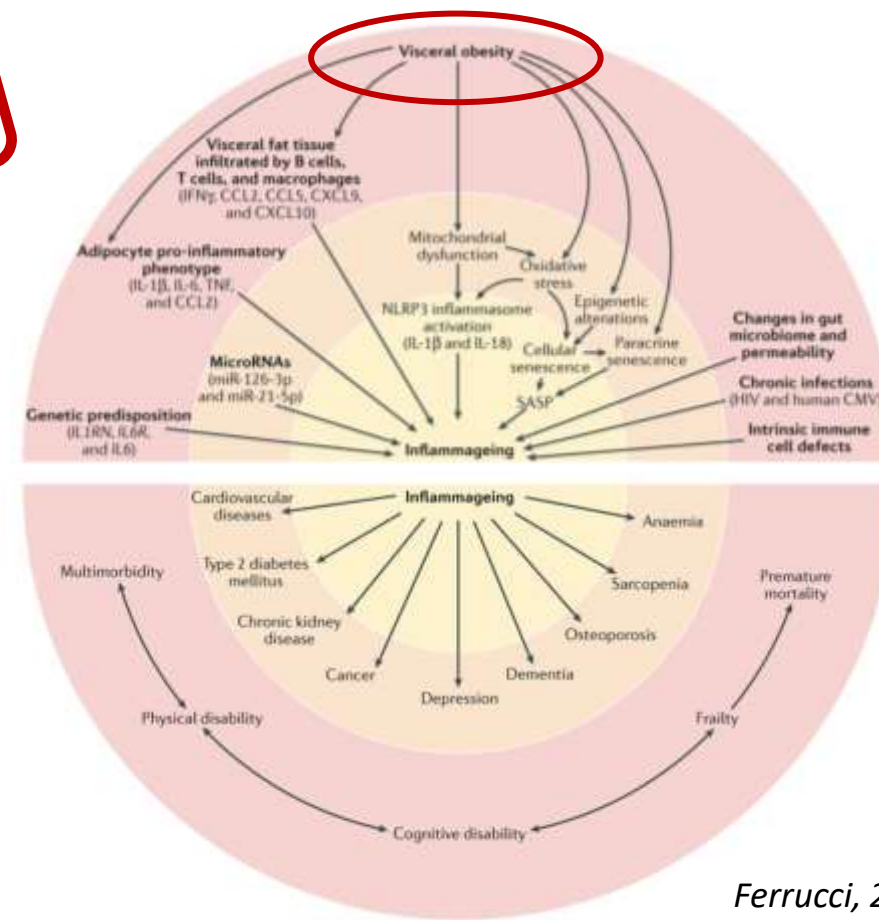 Visceral obesity
Visceral fat tissue
infiltrated by B cells,
T cells, and macrophages
(IFNγ, CCL2, CCL5, CXCL9,
and CXCL10)
Adipocyte pro-inflammatory
phenotype
(IL-1β, IL-6, TNF,
and CCL2)
Mitochondrial
dysfunction
Oxidative
stress
NLRP3 inflammasome
activation
(IL-1β and IL-18)
Epigenetic
alterations
Cellular
senescence
Paracrine
senescence
SASP
MicroRNAs
(miR-126-3p
and miR-21-5p)
Genetic predisposition
(IL1RN, IL6R,
and IL6)
Changes in gut
microbiome and
permeability
Chronic infections
(HIV and human CMV)
Intrinsic immune
cell defects
Inflammageing
Inflammageing
Cardiovascular
diseases
Type 2 diabetes
mellitus
Chronic kidney
disease
Cancer
Depression
Dementia
Osteoporosis
Sarcopenia
Anaemia
Multimorbidity
Physical disability
Cognitive disability
Frailty
Premature
mortality
Ferrucci, 2